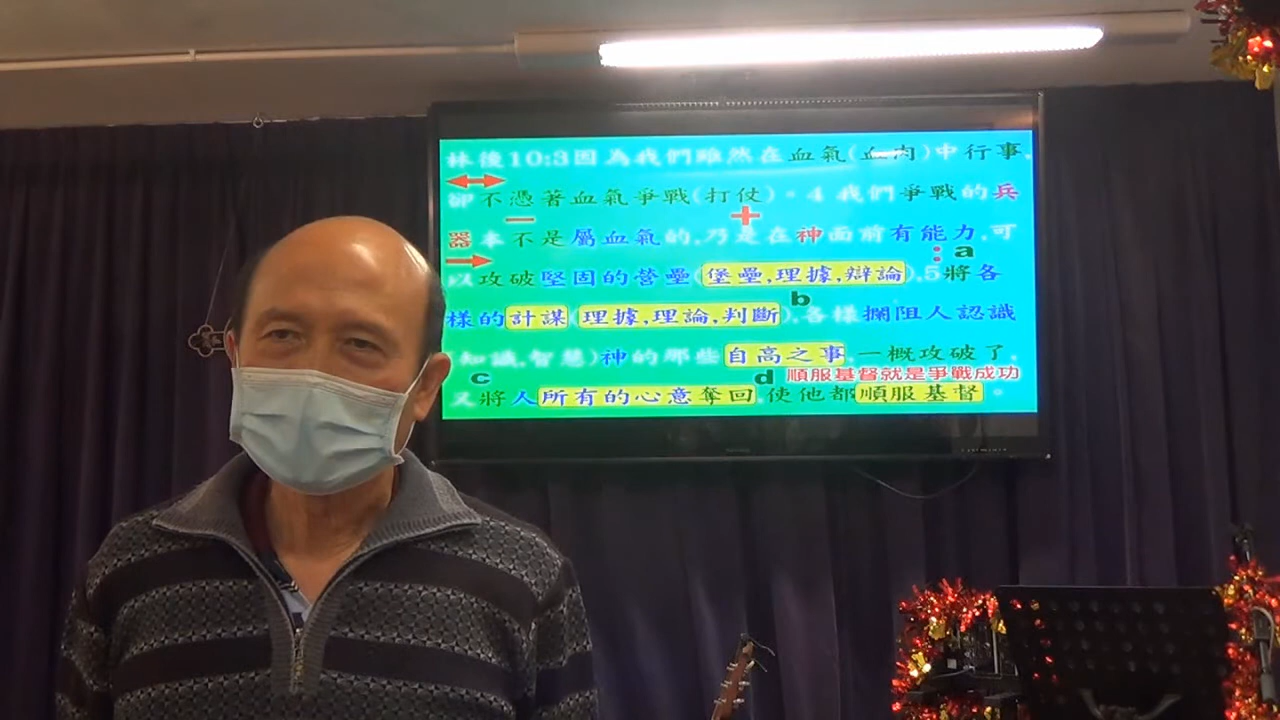 林後10:3因為我們雖然在血氣(血肉)中行事,
卻不憑著血氣爭戰(打仗)。4 我們爭戰的兵
器本不是屬血氣的,乃是在神面前有能力,可
以攻破堅固的營壘(堡壘,理據,辯論),5將各
樣的計謀(理據,理論,判斷),各樣攔阻人認識
(知識,智慧)神的那些自高之事,一概攻破了,
又將人所有的心意奪回,使他都順服基督。
順服基督就是爭戰成功
a
b
c
d